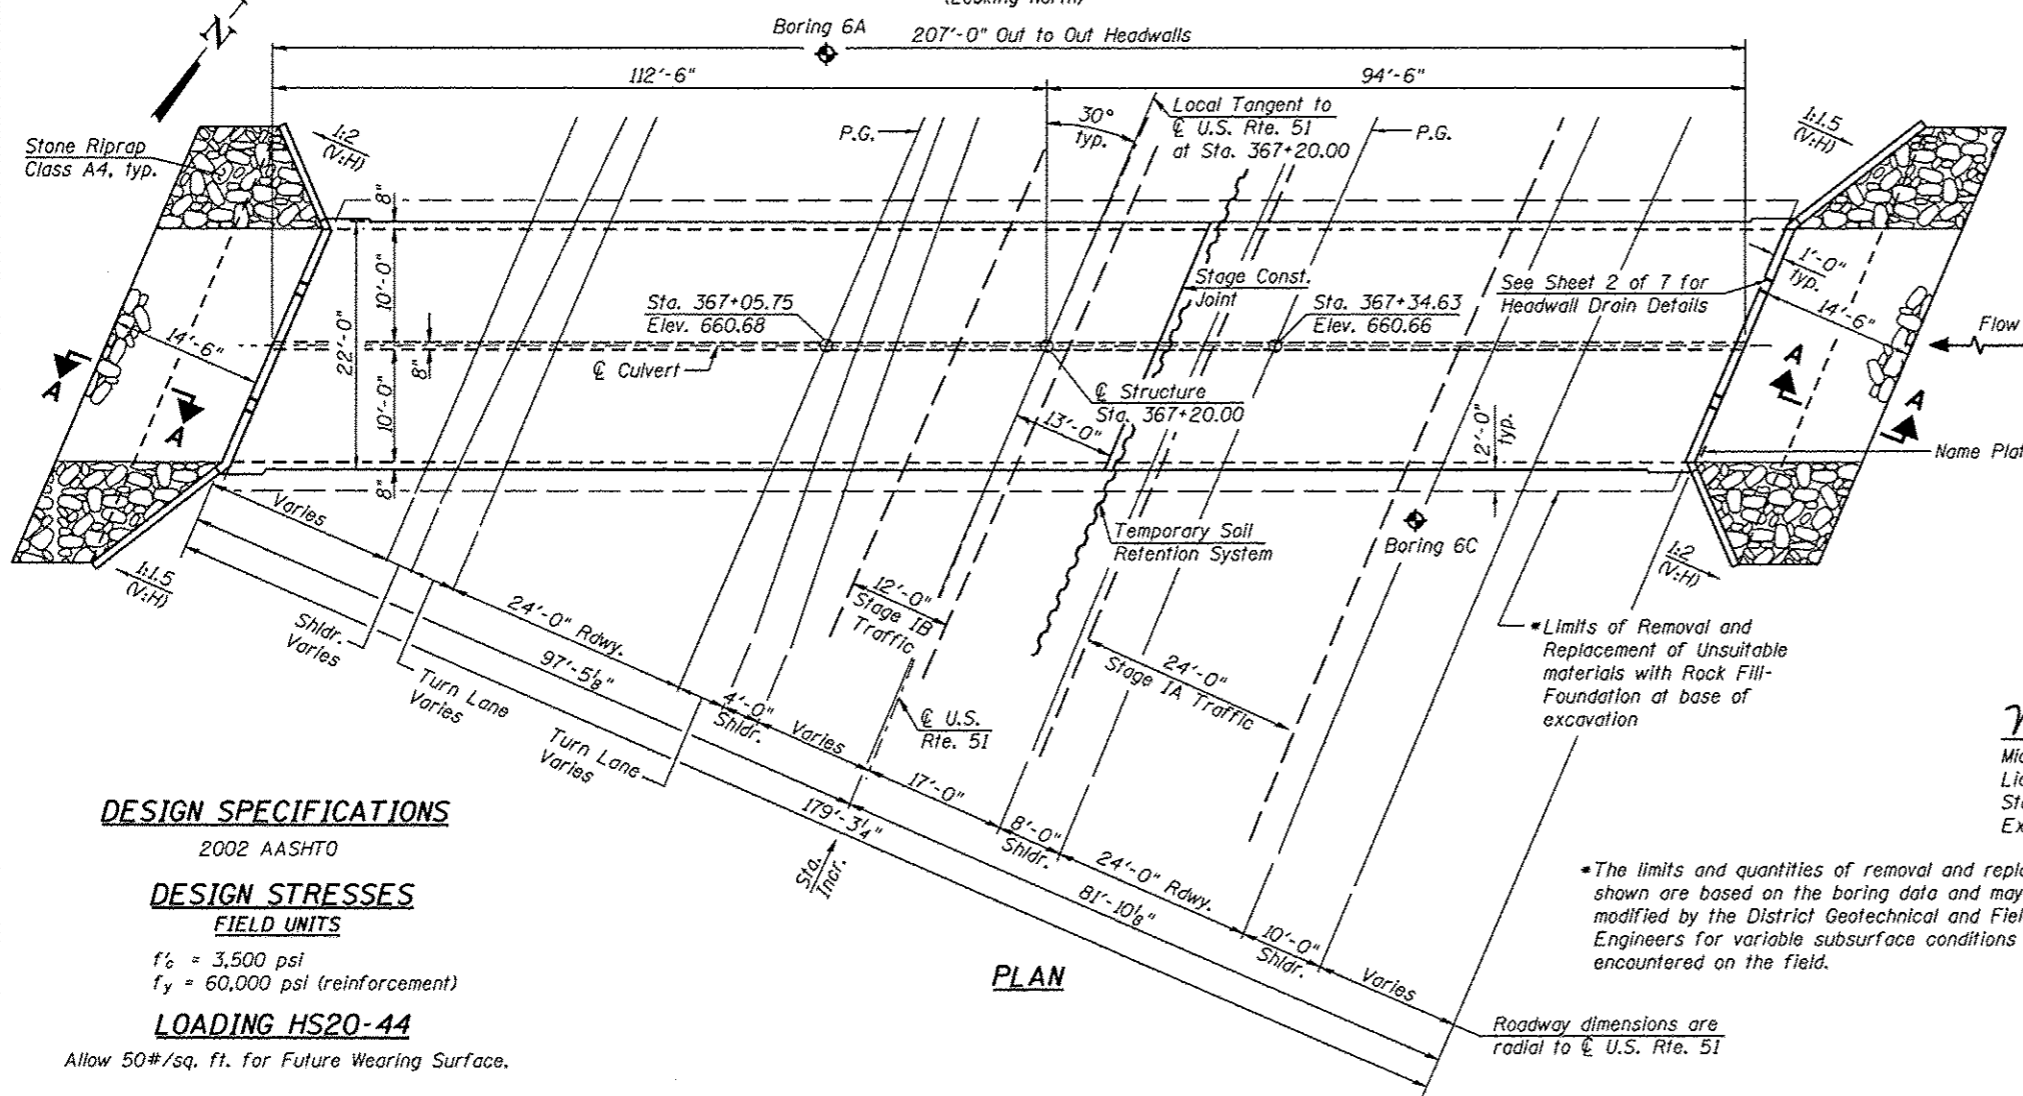 (Looking North)
N
Boring 6A
207'-0" Out to Out Headwalls
112'-6"
94'-6"
Stone Riprap
Class A4, typ.
1:2
(V:H)
P.G.
30°
typ.
Local Tangent to
℄ U.S. Rte. 51
at Sta. 367+20.00
P.G.
1:1.5
(V:H)
8"
10'-0"
22'-0"
8"
10'-0"
8"
14'-6"
A
A
Sta. 367+05.75
Elev. 660.68
℄ Culvert
Stage Const.
Joint
Sta. 367+34.63
Elev. 660.66
See Sheet 2 of 7 for
Headwall Drain Details
1'-0"
typ.
14'-6"
Flow
A
A
℄ Structure
Sta. 367+20.00
13'-0"
2'-0"
typ.
Name Plat
Temporary Soil
Retention System
Boring 6C
1:2
(V:H)
1:1.5
(V:H)
Varies
Shldr.
Varies
24'-0" Rdwy.
97'-5⅛"
Turn Lane
Varies
Turn Lane
Varies
4'-0"
Shldr.
Varies
12'-0"
Stage IB
Traffic
℄ U.S.
Rte. 51
24'-0"
Stage IA Traffic
17'-0"
179'-3¼"
Sta.
Incr.
8'-0"
Shldr.
24'-0" Rdwy.
81'-10⅛"
10'-0"
Shldr.
Varies
*Limits of Removal and
Replacement of Unsuitable
materials with Rock Fill-
Foundation at base of
excavation
Mic
Lic
Sta
Ex
DESIGN SPECIFICATIONS
2002 AASHTO
DESIGN STRESSES
FIELD UNITS
f'c = 3,500 psi
fy = 60,000 psi (reinforcement)
LOADING HS20-44
Allow 50#/sq. ft. for Future Wearing Surface.
PLAN
*The limits and quantities of removal and repla
shown are based on the boring data and may
modified by the District Geotechnical and Fiel
Engineers for variable subsurface conditions
encountered on the field.
Roadway dimensions are
radial to ℄ U.S. Rte. 51